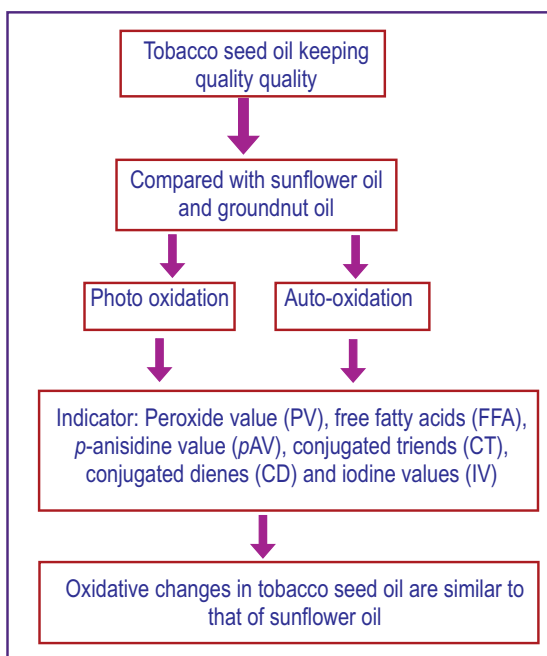 Tobacco seed oil keeping
quality quality
Compared with sunflower oil
and groundnut oil
Photo oxidation
Auto-oxidation
Indicator: Peroxide value (PV), free fatty acids (FFA),
p-anisidine value (pAV), conjugated triends (CT),
conjugated dienes (CD) and iodine values (IV)
Oxidative changes in tobacco seed oil are similar to
that of sunflower oil